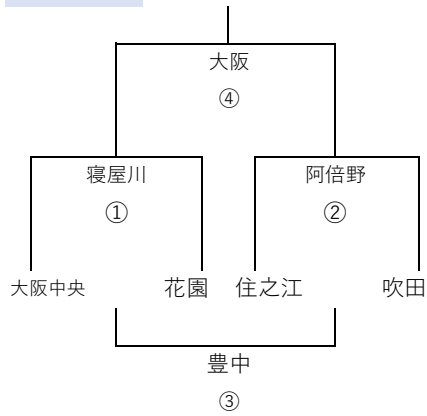 大阪
④
寝屋川
阿倍野
①
②
大阪中央
花園
住之江
吹田
豊中
③